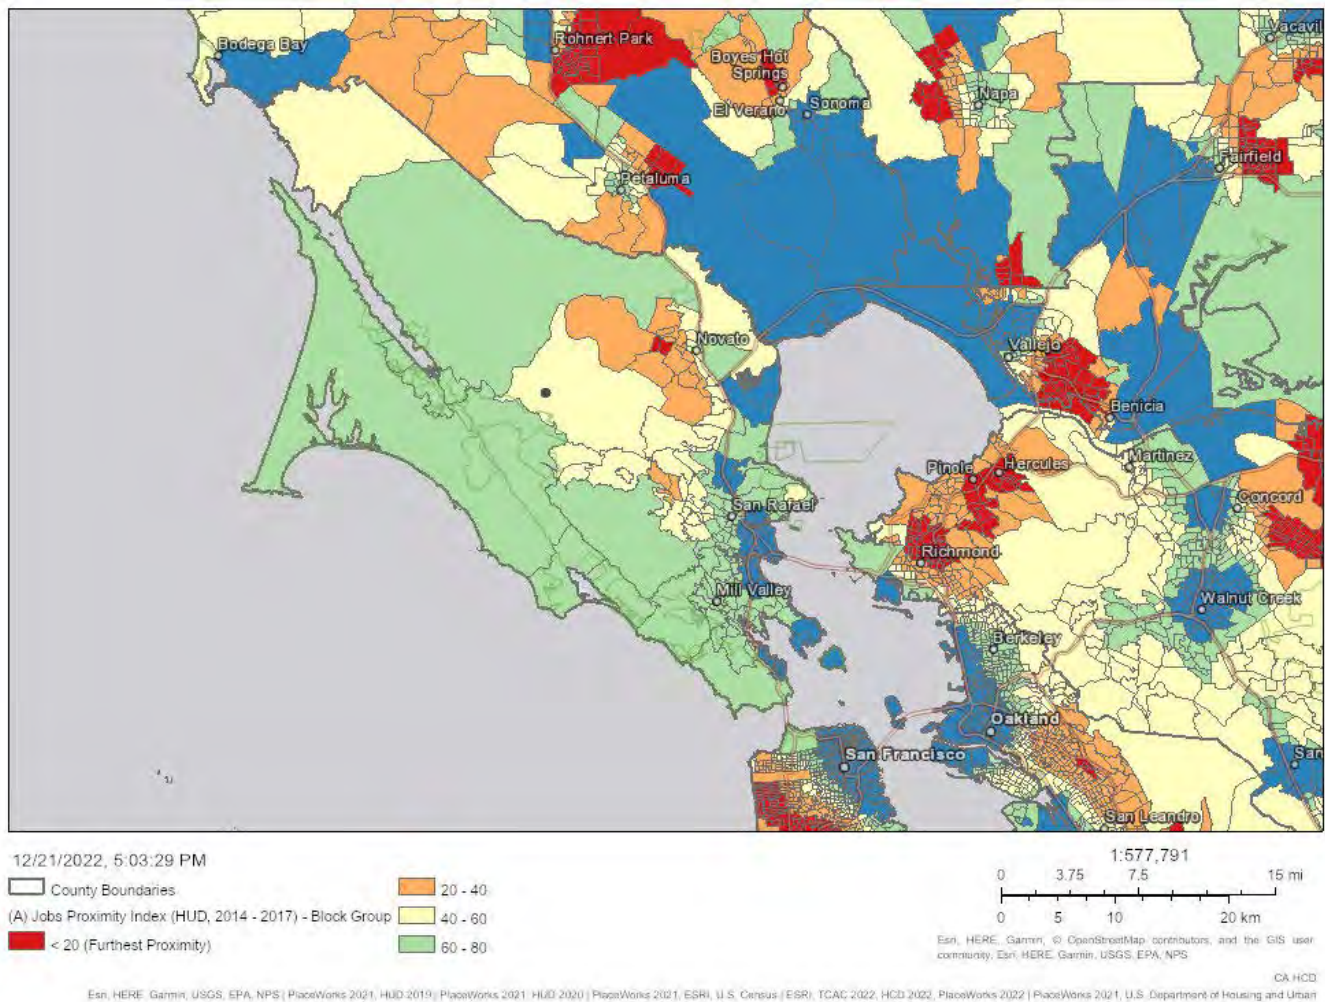 Bodega Bay
Rohnert Park
Boyes Hot
Springs
El Verano
Sonoma
Napa
Vacavil
Fairfield
Petaluma
Novato
Vallejo
Benicia
Martinez
Pinole
Hercules
Concord
San Rafael
Richmond
Mill Valley
Walnut Creek
Berkeley
Oakland
San Francisco
San
San Leandro
12/21/2022, 5:03:29 PM
County Boundaries
(A) Jobs Proximity Index (HUD, 2014 - 2017) - Block Group
< 20 (Furthest Proximity)
20 - 40
40 - 60
60 - 80
1:577,791
0 3.75 7.5 15 mi
0 5 10 20 km
Esri, HERE, Garmin, © OpenStreetMap contributors, and the GIS user
community, Esri, HERE, Garmin, USGS, EPA, NPS
CA HCD
Esri, HERE, Garmin, USGS, EPA, NPS | PlaceWorks 2021, HUD 2019 | PlaceWorks 2021, HUD 2020 | PlaceWorks 2021, ESRI, U.S. Census | ESRI, TCAC 2022, HCD 2022, PlaceWorks 2022 | PlaceWorks 2021, U.S. Department of Housing and Urban